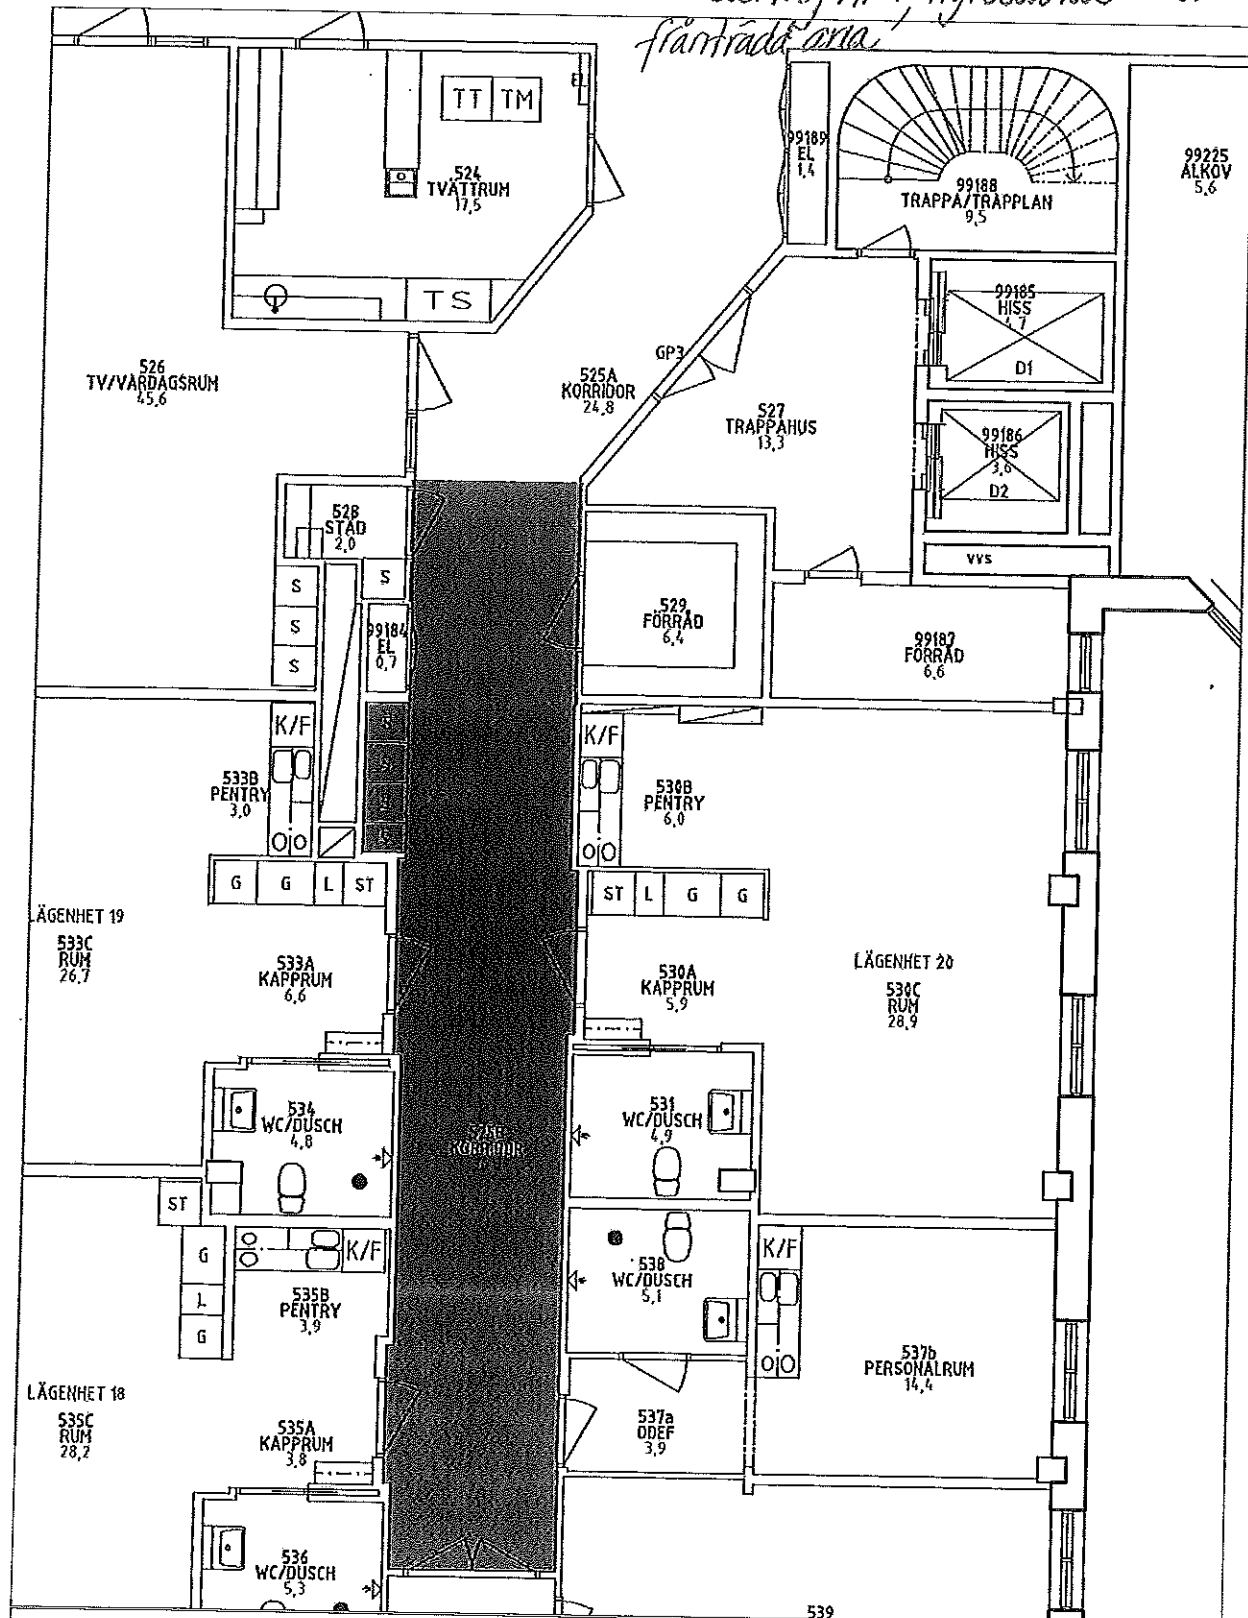 frånträda
TT TM
.524
TVÄTTRUM
17,5
TS
99189
EL
1,4
99188
TRAPPA/TRAPPLAN
9,5
99225
ALKOV
5,6
99185
HISS
4,7
D1
526
TV/VARDAGSRUM
45,6
GP3
525A
KORRIDOR
24,8
527
TRAPPAHUS
13,3
99186
HISS
3,6
D2
VVS
528
STÄD
2,0
S
S
S
S
99184
EL
0,7
.529
FÖRRÅD
6,4
99187
FÖRRÅD
6,6
K/F
533B
PENTRY
3,0
K/F
530B
PENTRY
6,0
G G L ST
ST L G G
LÄGENHET 19
533C
RUM
26,7
533A
KAPPRUM
6,6
530A
KAPPRUM
5,9
LÄGENHET 20
530C
RUM
28,9
534
WC/DUSCH
4,8
525B
KORRIDOR
531
WC/DUSCH
4,9
ST
G
L
G
K/F
535B
PENTRY
3,9
538
WC/DUSCH
5,1
K/F
537b
PERSONALRUM
14,4
LÄGENHET 18
535C
RUM
28,2
535A
KAPPRUM
3,8
537a
ODEF
3,9
536
WC/DUSCH
5,3
539